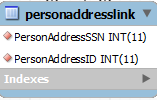 personaddresslink
PersonAddressSSN INT(11)
PersonAddressID INT(11)
Indexes